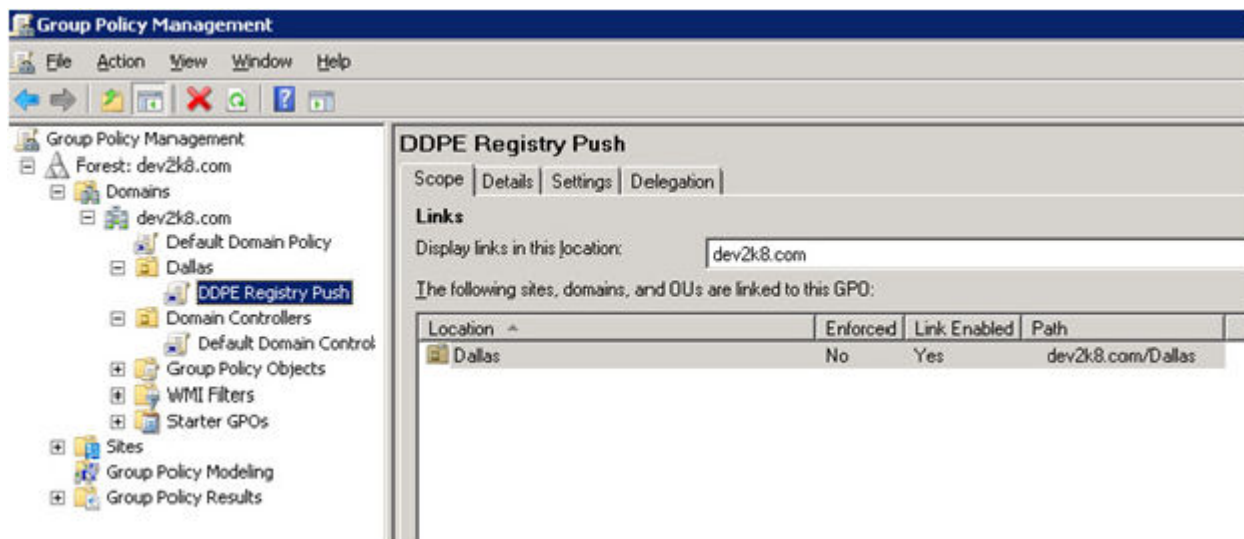 Group Policy Management
File Action View Window Help
Group Policy Management
Forest: dev2k8.com
Domains
dev2k8.com
Default Domain Policy
Dallas
DDPE Registry Push
Domain Controllers
Default Domain Control
Group Policy Objects
WMI Filters
Starter GPOs
Sites
Group Policy Modeling
Group Policy Results
DDPE Registry Push
Scope Details Settings Delegation
Links
Display links in this location: dev2k8.com
The following sites, domains, and OUs are linked to this GPO:
Location Enforced Link Enabled Path
Dallas No Yes dev2k8.com/Dallas